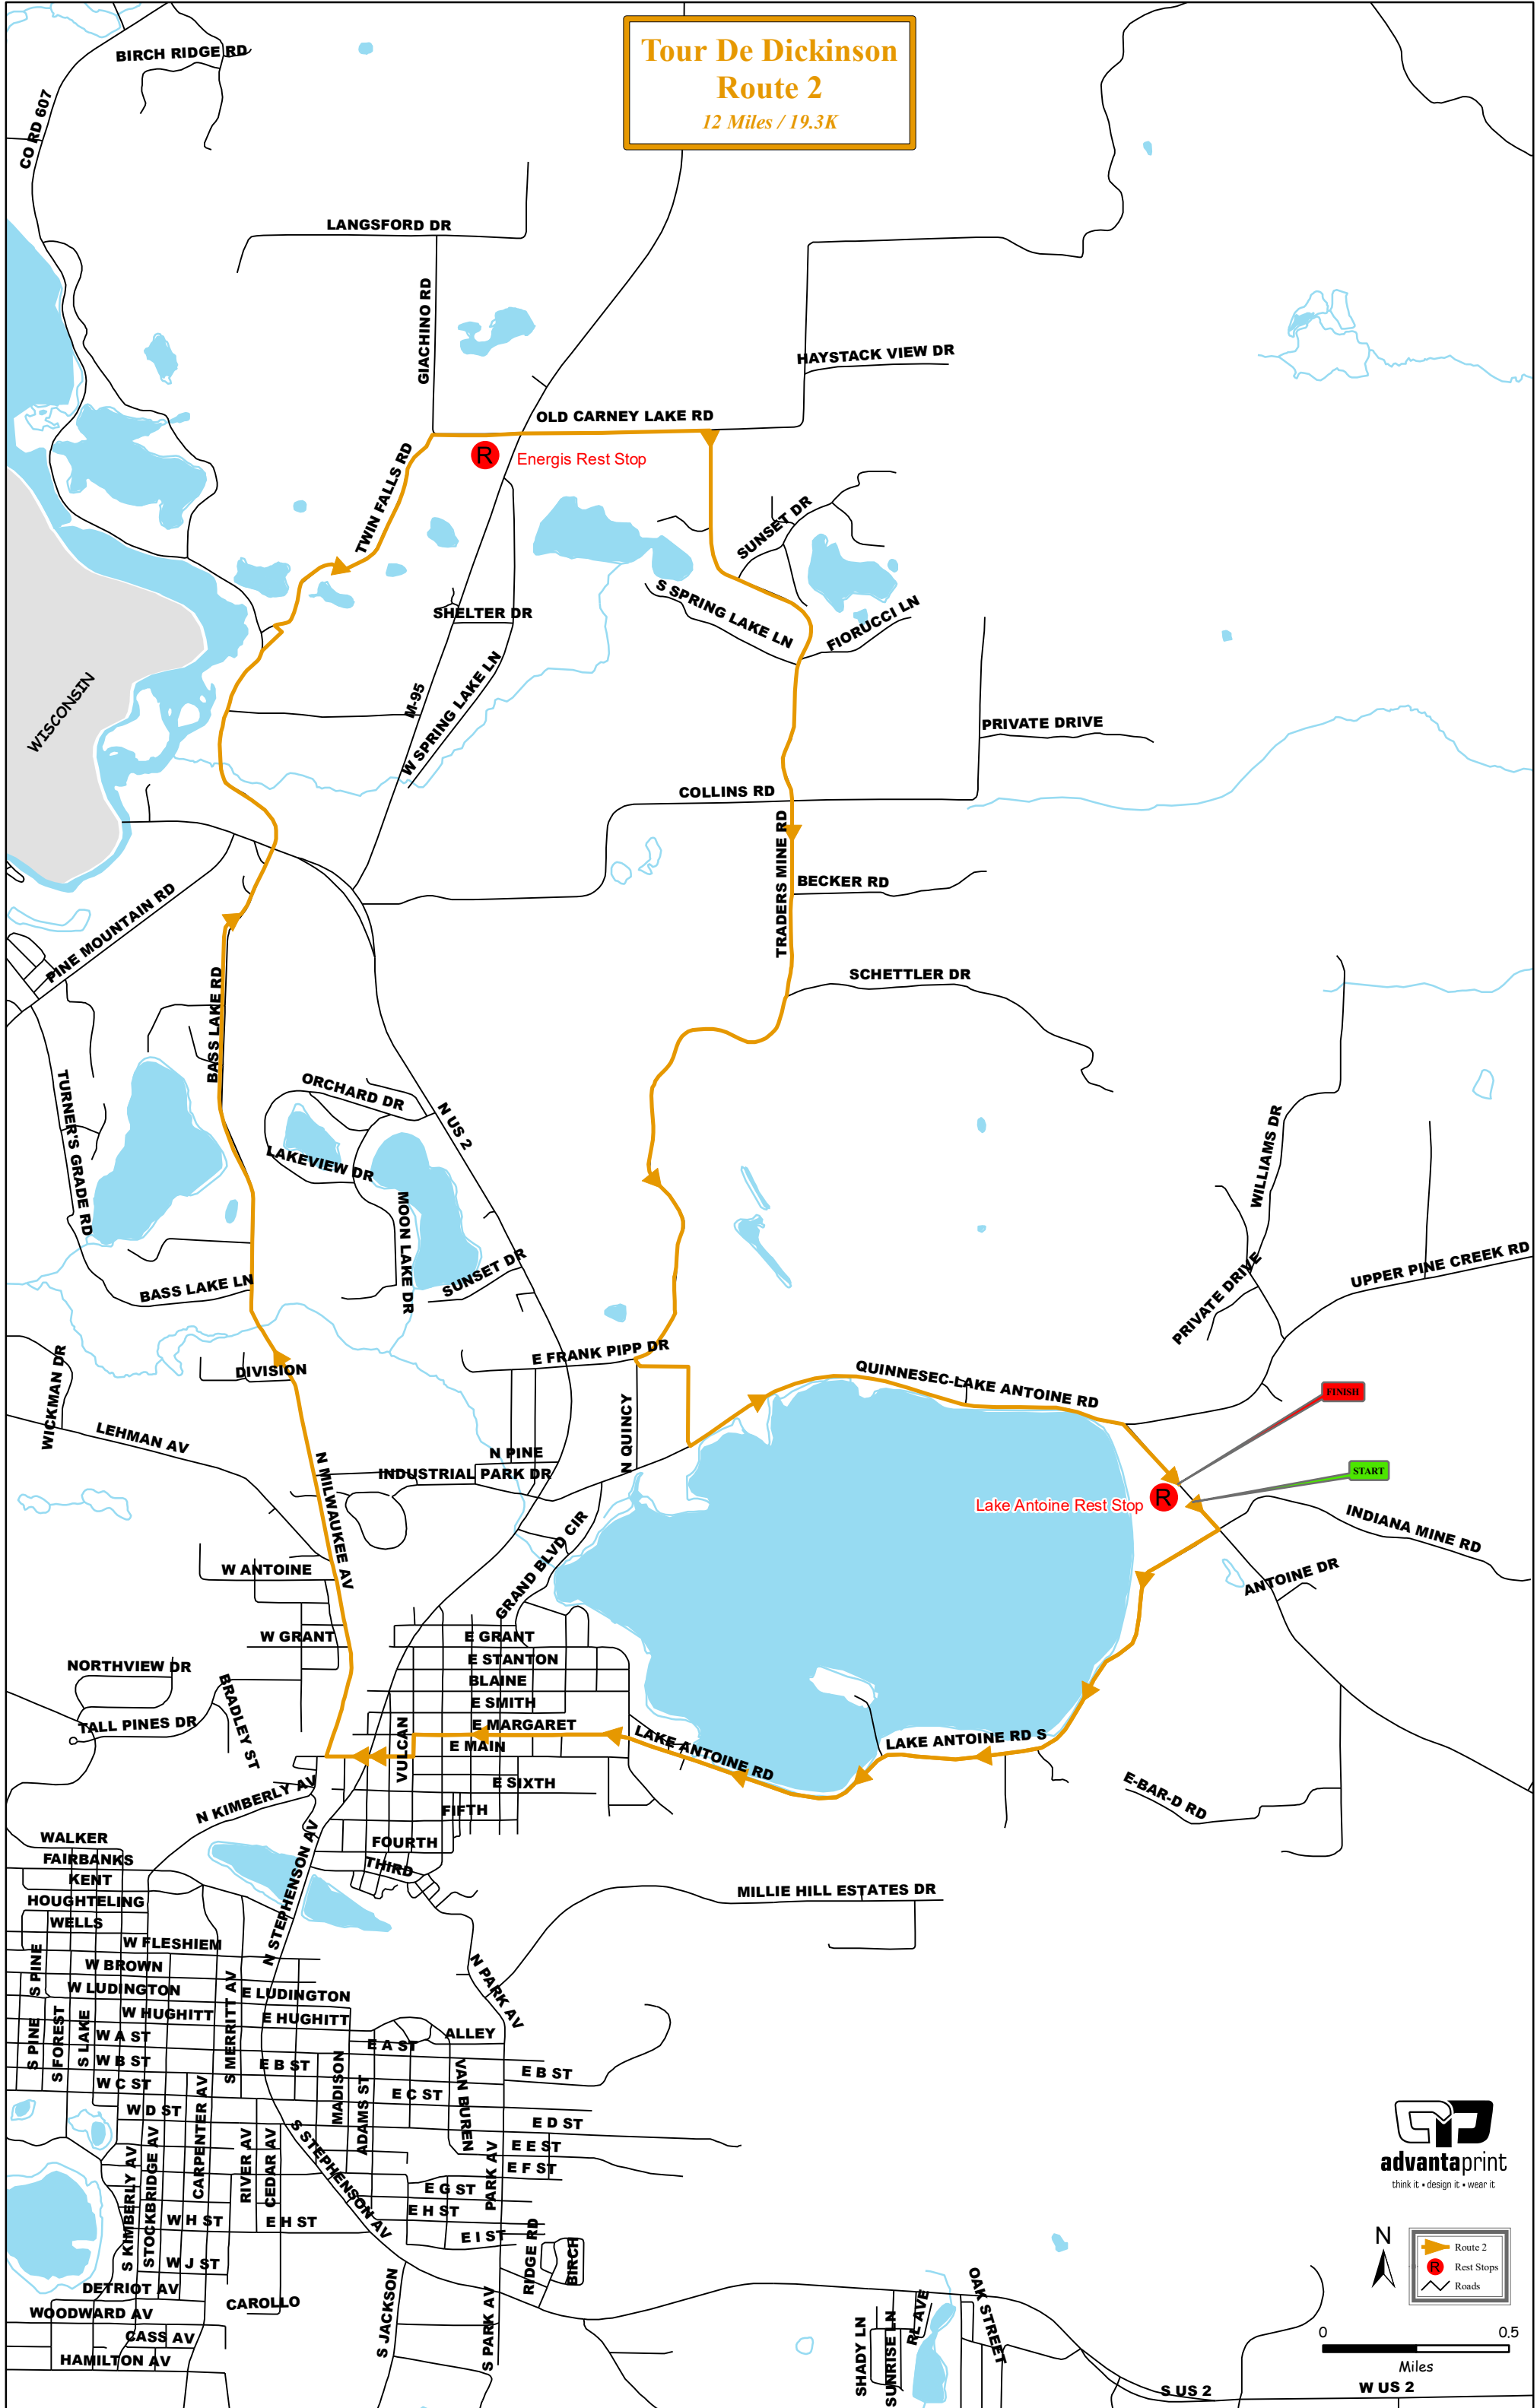 Tour De Dickinson
Route 2
12 Miles / 19.3K
BIRCH RIDGE RD
CO RD 607
LANGSFORD DR
GIACHINO RD
HAYSTACK VIEW DR
OLD CARNEY LAKE RD
R
Energis Rest Stop
TWIN FALLS RD
SUNSET DR
S SPRING LAKE LN
FIORUCCI LN
SHELTER DR
WISCONSIN
M-95
W SPRING LAKE LN
PRIVATE DRIVE
COLLINS RD
TRADERS MINE RD
BECKER RD
PINE MOUNTAIN RD
SCHETTLER DR
BASS LAKE RD
TURNER'S GRADE RD
ORCHARD DR
N US 2
LAKEVIEW DR
MOON LAKE DR
WILLIAMS DR
BASS LAKE LN
SUNSET DR
PRIVATE DRIVE
UPPER PINE CREEK RD
E FRANK PIPP DR
DIVISION
WICKMAN DR
QUINNESEC-LAKE ANTOINE RD
FINISH
LEHMAN AV
N QUINCY
N PINE
INDUSTRIAL PARK DR
START
N MILWAUKEE AV
Lake Antoine Rest Stop
R
INDIANA MINE RD
GRAND BLVD CIR
W ANTOINE
ANTOINE DR
W GRANT
E GRANT
E STANTON
NORTHVIEW DR
BLAINE
BRADLEY ST
E SMITH
TALL PINES DR
E MARGARET
VULCAN
E MAIN
LAKE ANTOINE RD
LAKE ANTOINE RD S
E SIXTH
N KIMBERLY AV
E-BAR-D RD
FIFTH
WALKER
FOURTH
FAIRBANKS
THIRD
KENT
N STEPHENSON AV
MILLIE HILL ESTATES DR
HOUGHTELING
WELLS
W FLESHIEM
W BROWN
S PINE
N PARK AV
W LUDINGTON
E LUDINGTON
S MERRITT AV
W HUGHITT
E HUGHITT
S PINE
S FOREST
S LAKE
W A ST
E A ST
ALLEY
W B ST
E B ST
E B ST
W C ST
MADISON
ADAMS ST
E C ST
VAN BUREN
W D ST
E D ST
CARPENTER AV
S STEPHENSON AV
E E ST
S KIMBERLY AV
STOCKBRIDGE AV
RIVER AV
CEDAR AV
E F ST
PARK AV
E G ST
W H ST
E H ST
E H ST
E I ST
W J ST
RIDGE RD
BIRCH
DETRIOT AV
CAROLLO
WOODWARD AV
CASS AV
HAMILTON AV
S JACKSON
S PARK AV
SHADY LN
SUNRISE LN
RL AVE
OAK STREET
S US 2
W US 2
advantaprint
think it • design it • wear it
N
Route 2
R
Rest Stops
Roads
0
0.5
Miles